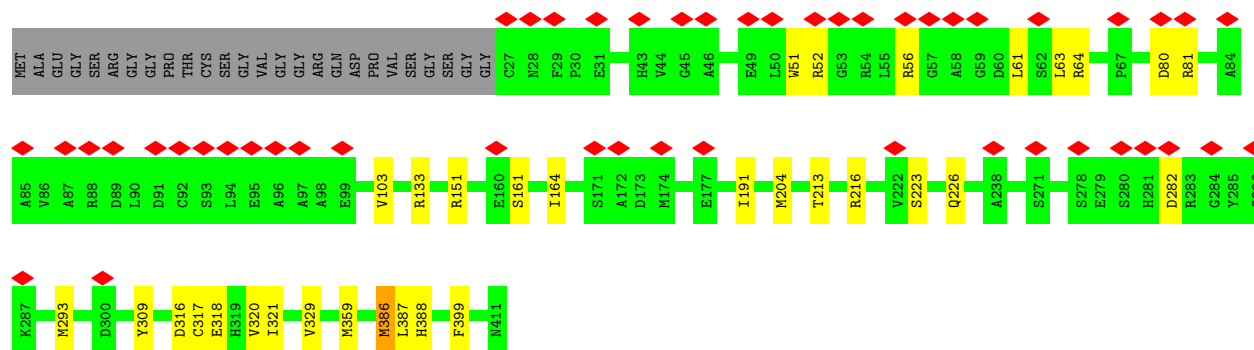 MET ALA GLU GLY GLY SER ARG GLY GLY PRO THR CYS SER GLY VAL GLY GLY ARG GLN ASP PRO VAL SER GLY SER GLY GLY C27 N28 F29 P30 E31 H43 V44 G45 A46 E49 L50 W51 R52 G53 R54 L55 R56 G57 A58 G59 D60 L61 S62 L63 R64 P67 D80 R81 A84
A85 V86 A87 R88 D89 L90 D91 C92 S93 L94 E95 A96 A97 A98 E99 V103 R133 R151 E160 S161 I164 S171 A172 D173 M174 E177 I191 M204 T213 R216 V222 S223 Q226 A238 S271 S278 E279 S280 H281 D282 R283 G284 Y285
K287 M293 D300 Y309 D316 C317 E318 H319 V320 I321 V329 M359 M386 L387 H388 F399 N411